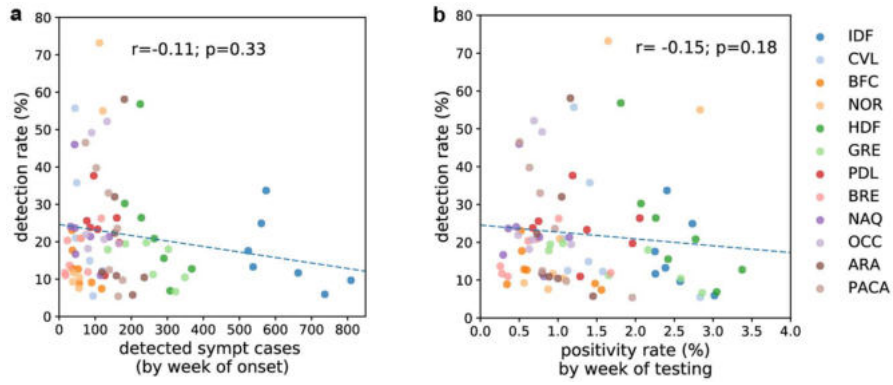 a
r=-0.11; p=0.33
detection rate (%)
80
70
60
50
40
30
20
10
0
0 100 200 300 400 500 600 700 800
detected sympt cases
(by week of onset)
b
r= -0.15; p=0.18
detection rate (%)
80
70
60
50
40
30
20
10
0
0.0 0.5 1.0 1.5 2.0 2.5 3.0 3.5 4.0
positivity rate (%)
by week of testing
IDF
CVL
BFC
NOR
HDF
GRE
PDL
BRE
NAQ
OCC
ARA
PACA